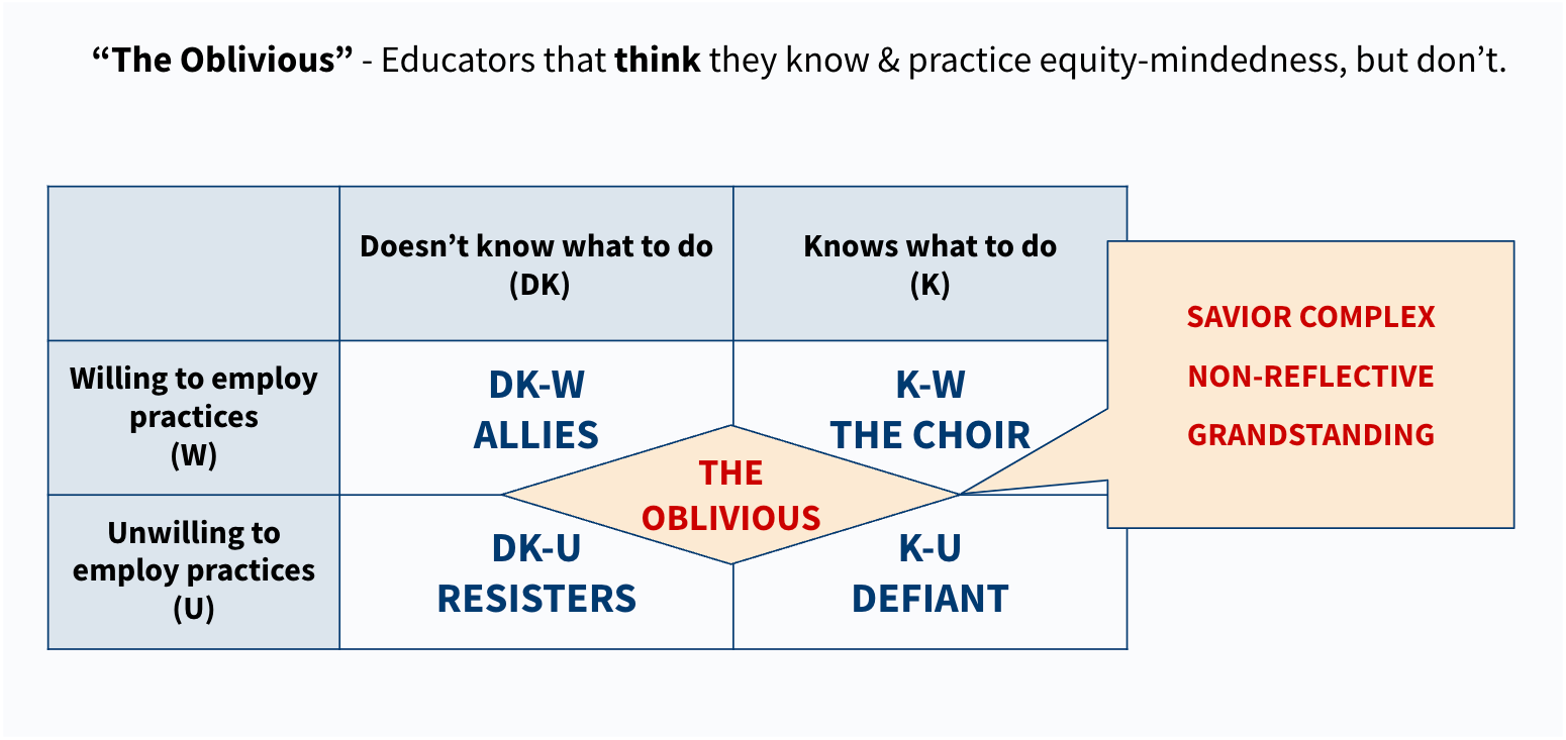 “The Oblivious” - Educators that think they know & practice equity-mindedness, but don’t.
Doesn’t know what to do
(DK)
Knows what to do
(K)
Willing to employ
practices
(W)
DK-W
ALLIES
K-W
THE CHOIR
Unwilling to
employ practices
(U)
DK-U
RESISTERS
K-U
DEFIANT
THE
OBLIVIOUS
SAVIOR COMPLEX
NON-REFLECTIVE
GRANDSTANDING